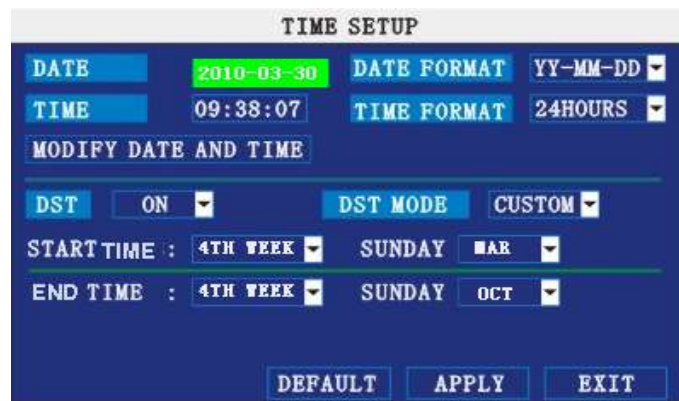 TIME SETUP
DATE 2010-03-30 DATE FORMAT YY-MM-DD
TIME 09:38:07 TIME FORMAT 24HOURS
MODIFY DATE AND TIME
DST ON DST MODE CUSTOM
START TIME : 4TH WEEK SUNDAY MAR
END TIME : 4TH WEEK SUNDAY OCT
DEFAULT APPLY EXIT